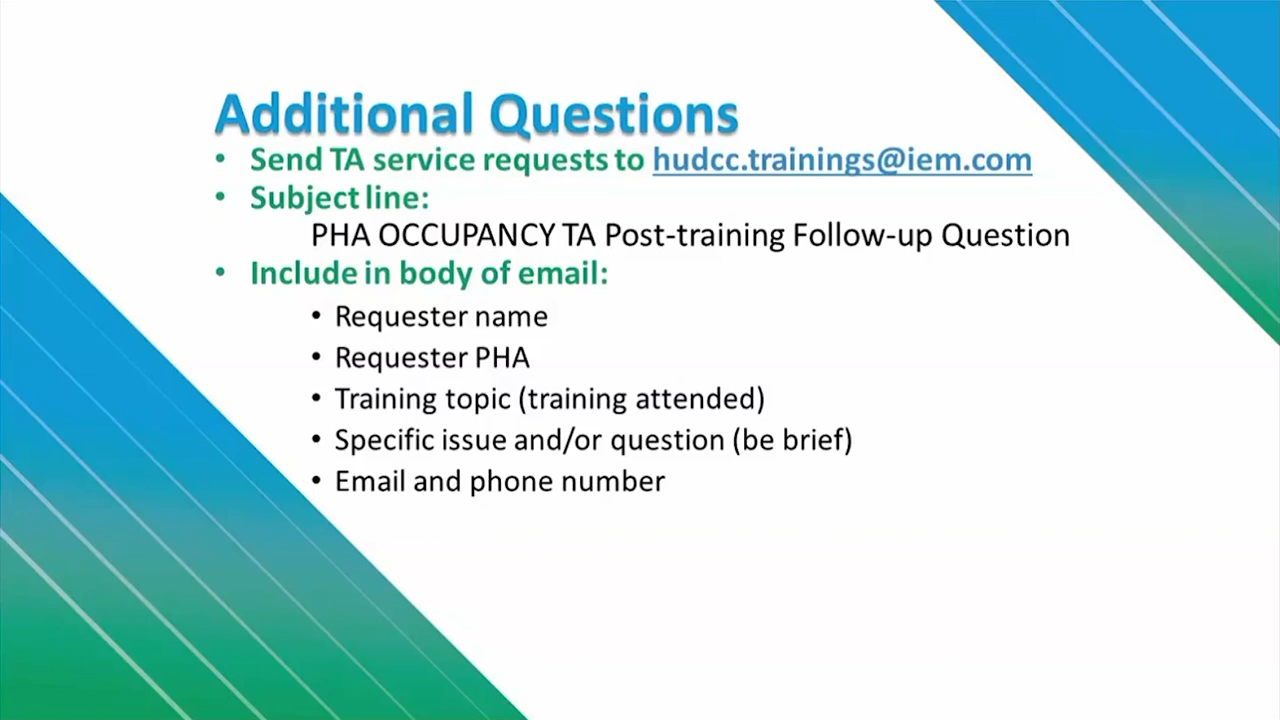 Additional Questions
• Send TA service requests to hudcc.trainings@iem.com
• Subject line:
PHA OCCUPANCY TA Post-training Follow-up Question
• Include in body of email:
• Requester name
• Requester PHA
• Training topic (training attended)
• Specific issue and/or question (be brief)
• Email and phone number